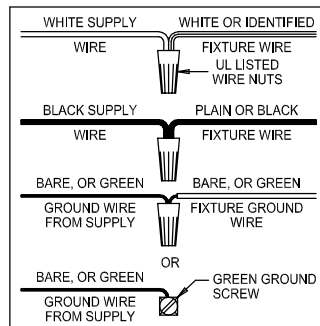 WHITE SUPPLY
WIRE
WHITE OR IDENTIFIED
FIXTURE WIRE
UL LISTED
WIRE NUTS
BLACK SUPPLY
WIRE
PLAIN OR BLACK
FIXTURE WIRE
BARE, OR GREEN
GROUND WIRE
FROM SUPPLY
BARE, OR GREEN
FIXTURE GROUND
WIRE
OR
BARE, OR GREEN
GROUND WIRE
FROM SUPPLY
GREEN GROUND
SCREW